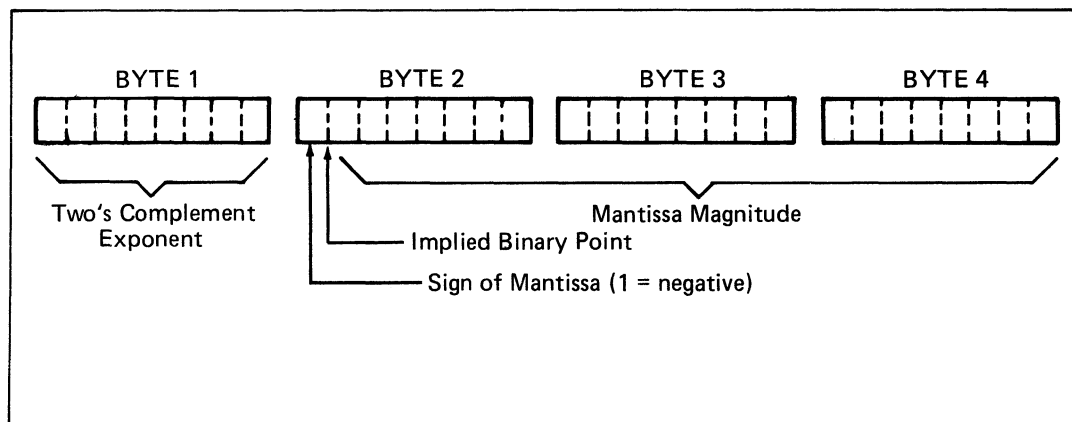 BYTE 1
BYTE 2
BYTE 3
BYTE 4
Two's Complement
Exponent
Mantissa Magnitude
Implied Binary Point
Sign of Mantissa (1 = negative)